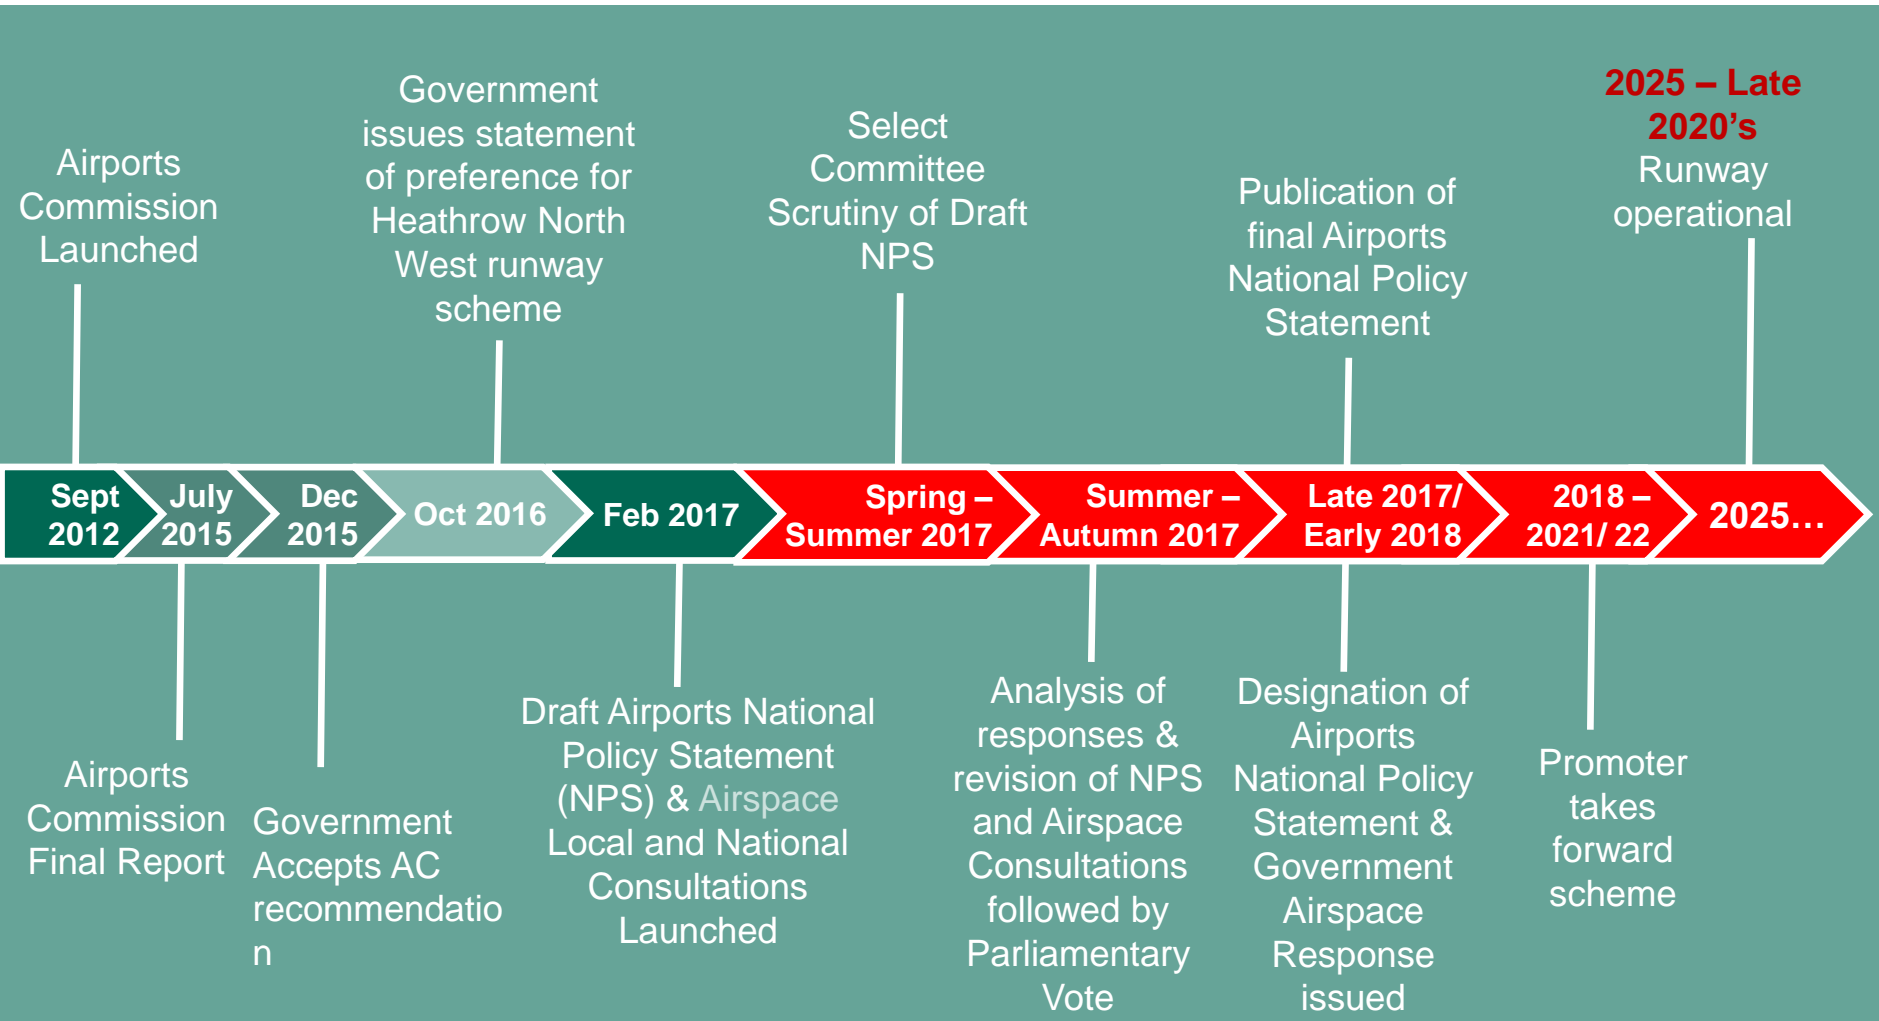 Airports
Commission
Launched
Government
issues statement
of preference for
Heathrow North
West runway
scheme
Select
Committee
Scrutiny of Draft
NPS
Publication of
final Airports
National Policy
Statement
2025 – Late
2020’s
Runway
operational
Sept
2012
July
2015
Dec
2015
Oct 2016
Feb 2017
Spring –
Summer 2017
Summer –
Autumn 2017
Late 2017/
Early 2018
2018 –
2021/ 22
2025…
Airports
Commission
Final Report
Government
Accepts AC
recommendatio
n
Draft Airports National
Policy Statement
(NPS) & Airspace
Local and National
Consultations
Launched
Analysis of
responses &
revision of NPS
and Airspace
Consultations
followed by
Parliamentary
Vote
Designation of
Airports
National Policy
Statement &
Government
Airspace
Response
issued
Promoter
takes
forward
scheme